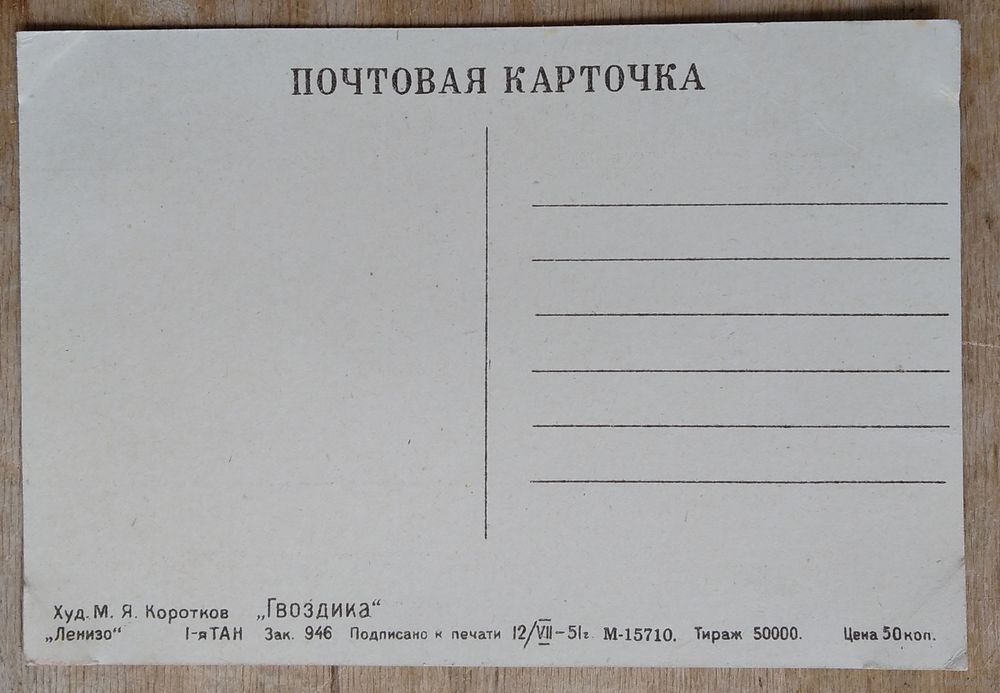 ПОЧТОВАЯ КАРТОЧКА
Худ. М. Я. Коротков „Гвоздика“
„Ленизо“ 1-я ТАН Зак. 946 Подписано к печати 12/VII-51г. М-15710. Тираж 50000. Цена 50 коп.